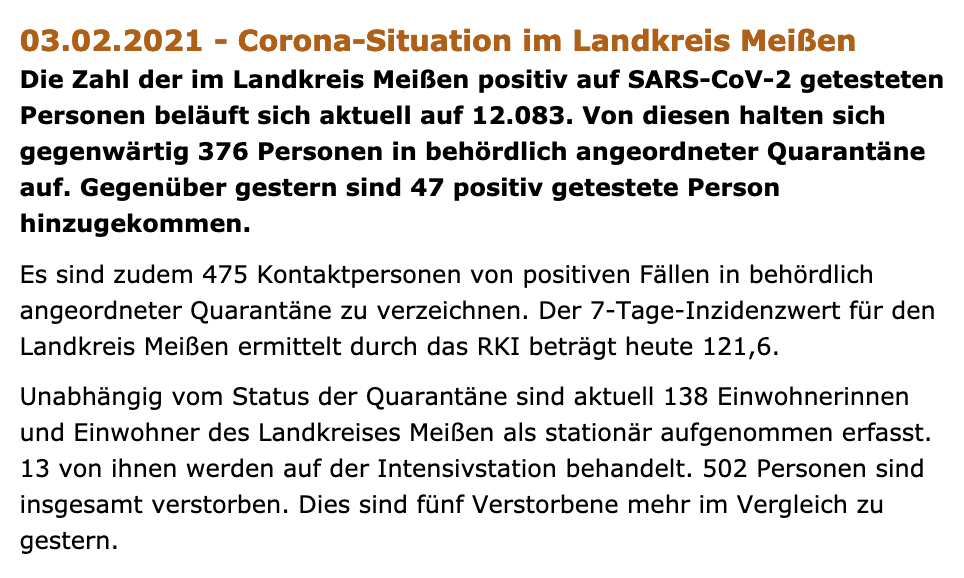 03.02.2021 - Corona-Situation im Landkreis Meißen
Die Zahl der im Landkreis Meißen positiv auf SARS-CoV-2 getesteten
Personen beläuft sich aktuell auf 12.083. Von diesen halten sich
gegenwärtig 376 Personen in behördlich angeordneter Quarantäne
auf. Gegenüber gestern sind 47 positiv getestete Person
hinzugekommen.
Es sind zudem 475 Kontaktpersonen von positiven Fällen in behördlich
angeordneter Quarantäne zu verzeichnen. Der 7-Tage-Inzidenzwert für den
Landkreis Meißen ermittelt durch das RKI beträgt heute 121,6.
Unabhängig vom Status der Quarantäne sind aktuell 138 Einwohnerinnen
und Einwohner des Landkreises Meißen als stationär aufgenommen erfasst.
13 von ihnen werden auf der Intensivstation behandelt. 502 Personen sind
insgesamt verstorben. Dies sind fünf Verstorbene mehr im Vergleich zu
gestern.